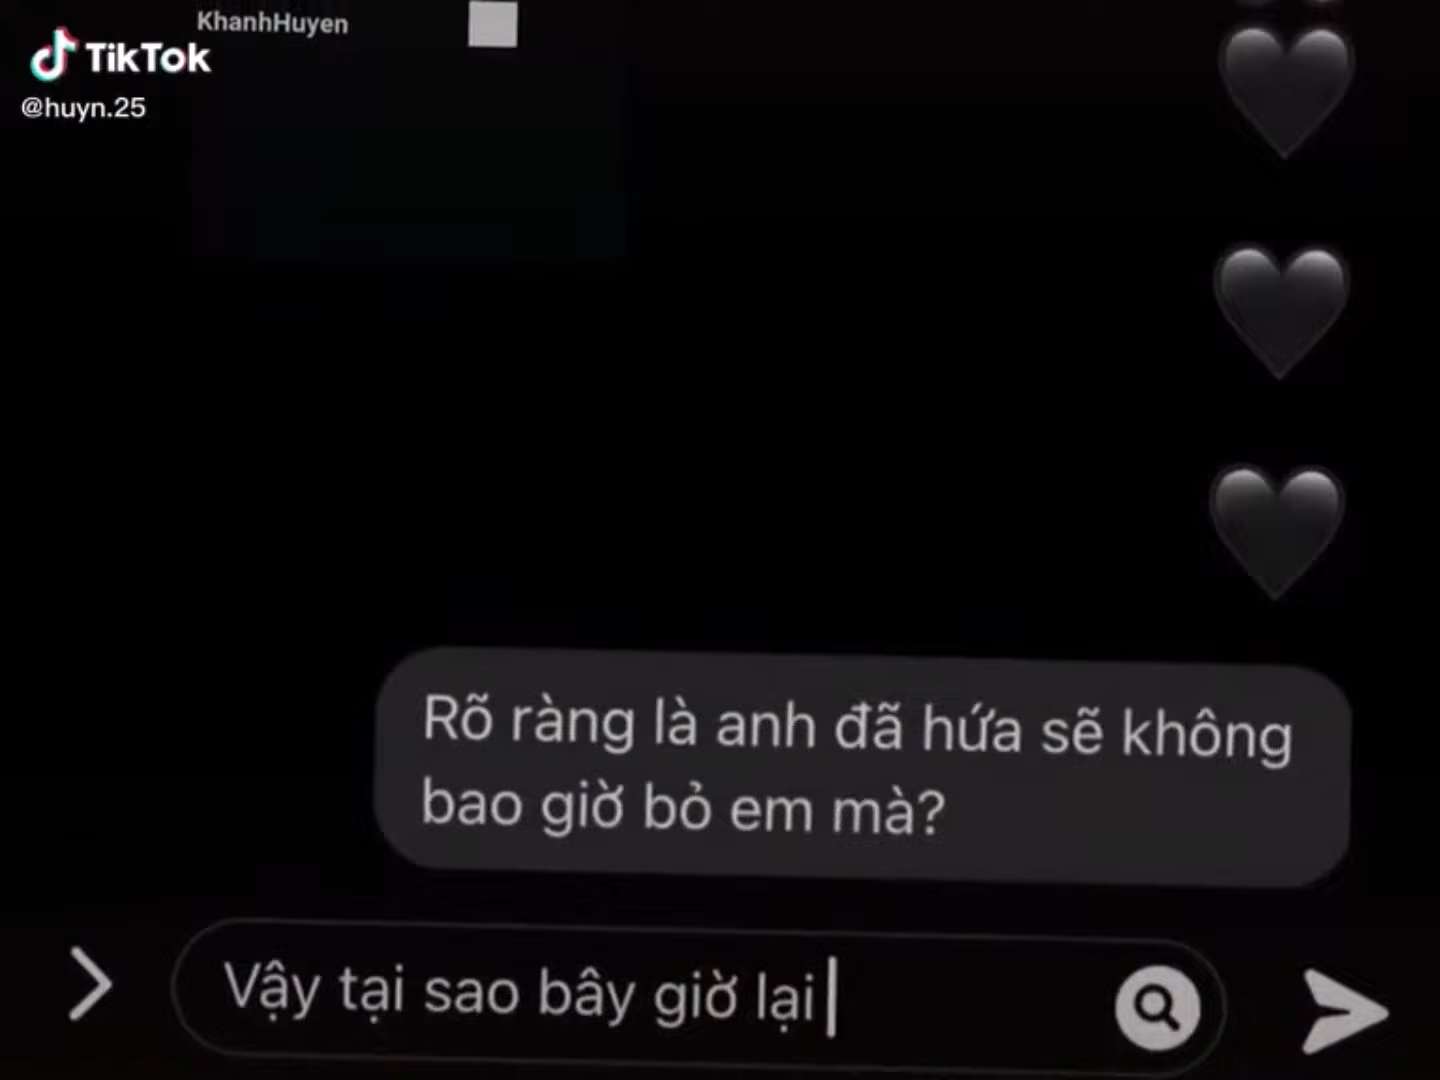 KhanhHuyen
TikTok
@huyn.25
Rõ ràng là anh đã hứa sẽ không
bao giờ bỏ em mà?
Vậy tại sao bây giờ lại